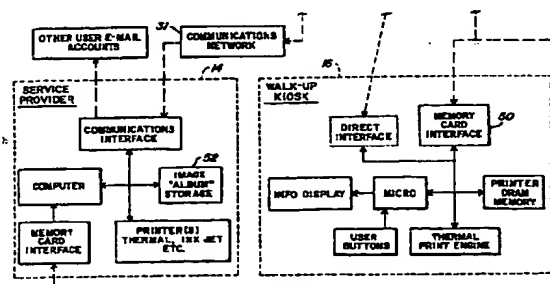 OTHER USER E-MAIL
ACCOUNTS
31
COMMUNICATIONS
NETWORK
14
SERVICE
PROVIDER
COMMUNICATIONS
INTERFACE
52
IMAGE
"ALBUM"
STORAGE
COMPUTER
MEMORY
CARD
INTERFACE
PRINTER(S)
THERMAL, INK JET
ETC.
16
WALK-UP
KIOSK
DIRECT
INTERFACE
MEMORY
CARD
INTERFACE
50
INFO DISPLAY
MICRO
PRINTER
DRAM
MEMORY
USER
BUTTONS
THERMAL
PRINT ENGINE